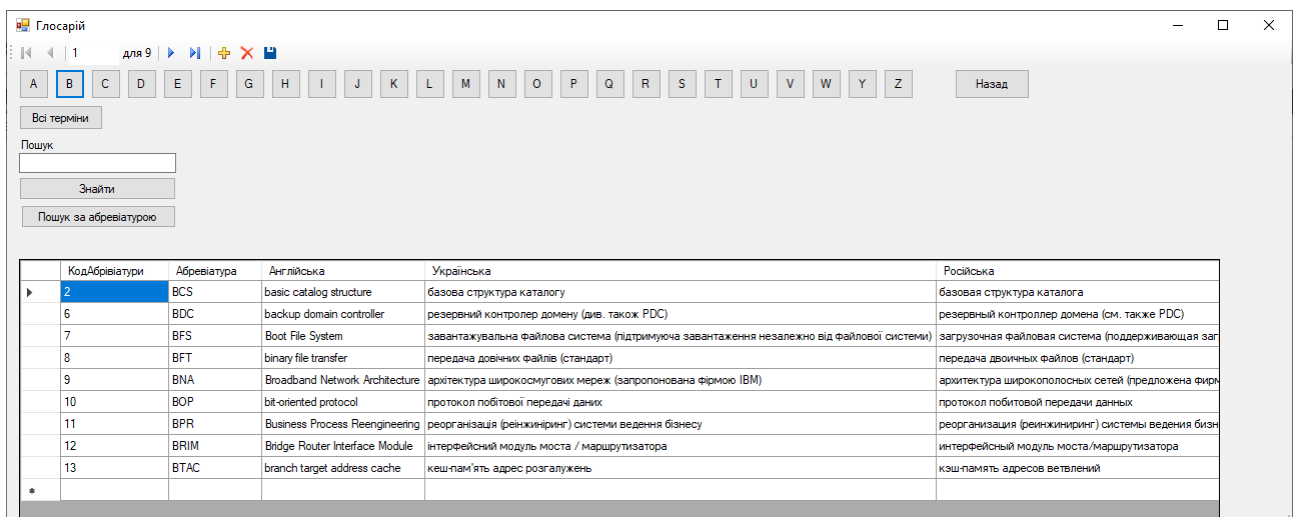 Глосарій
1 для 9
A B C D E F G H I J K L M N O P Q R S T U V W Y Z Назад
Всі терміни
Пошук
Знайти
Пошук за абревіатурою
КодАбрівіатури Абревіатура Англійська Українська Російська
2 BCS basic catalog structure базова структура каталогу базовая структура каталога
6 BDC backup domain controller резервний контролер домену (див. також PDC) резервный контроллер домена (см. также PDC)
7 BFS Boot File System завантажувальна файлова система (підтримуюча завантаження незалежно від файлової системи) загрузочная файловая система (поддерживающая заг
8 BFT binary file transfer передача довічних файлів (стандарт) передача двоичных файлов (стандарт)
9 BNA Broadband Network Architecture архітектура широкосмугових мереж (запропонована фірмою IBM) архитектура широкополосных сетей (предложена фирм
10 BOP bit-oriented protocol протокол побітової передачі даних протокол побитовой передачи данных
11 BPR Business Process Reengineering реорганізація (реінжиніринг) системи ведення бізнесу реорганизация (реинжиниринг) системы ведения бизн
12 BRIM Bridge Router Interface Module інтерфейсний модуль моста / маршрутизатора интерфейсный модуль моста/маршрутизатора
13 BTAC branch target address cache кеш-пам'ять адрес розгалужень кэш-память адресов ветвлений